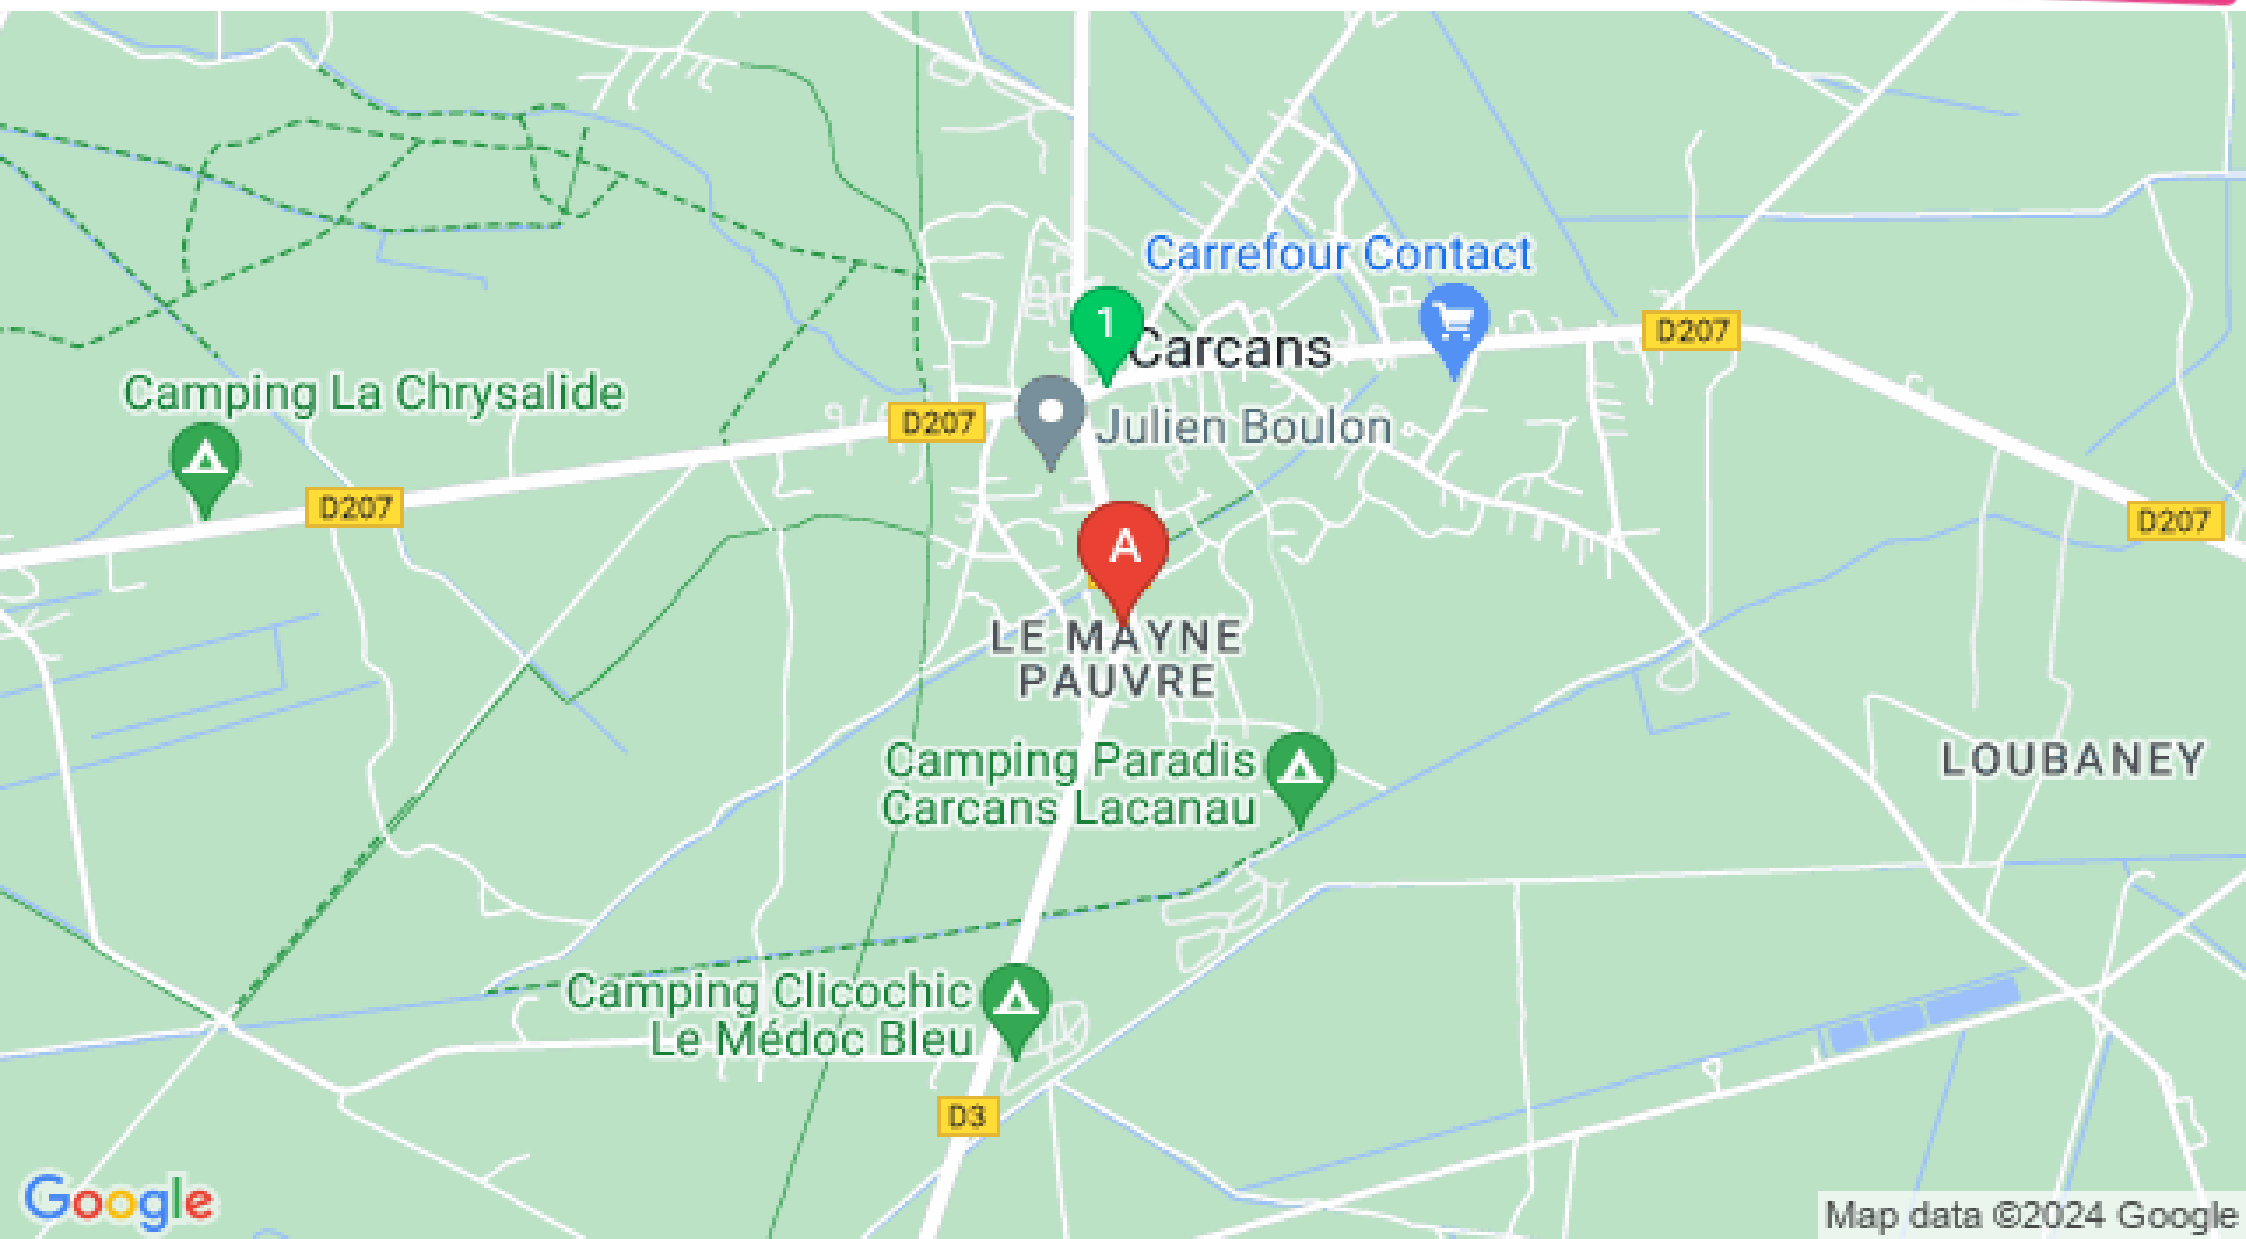 Carrefour Contact
1
Carcans
D207
Camping La Chrysalide
D207
Julien Boulon
D207
D207
A
LE MAYNE
PAUVRE
Camping Paradis
Carcans Lacanau
LOUBANEY
Camping Clicochic
Le Médoc Bleu
D3
Google
Map data ©2024 Google